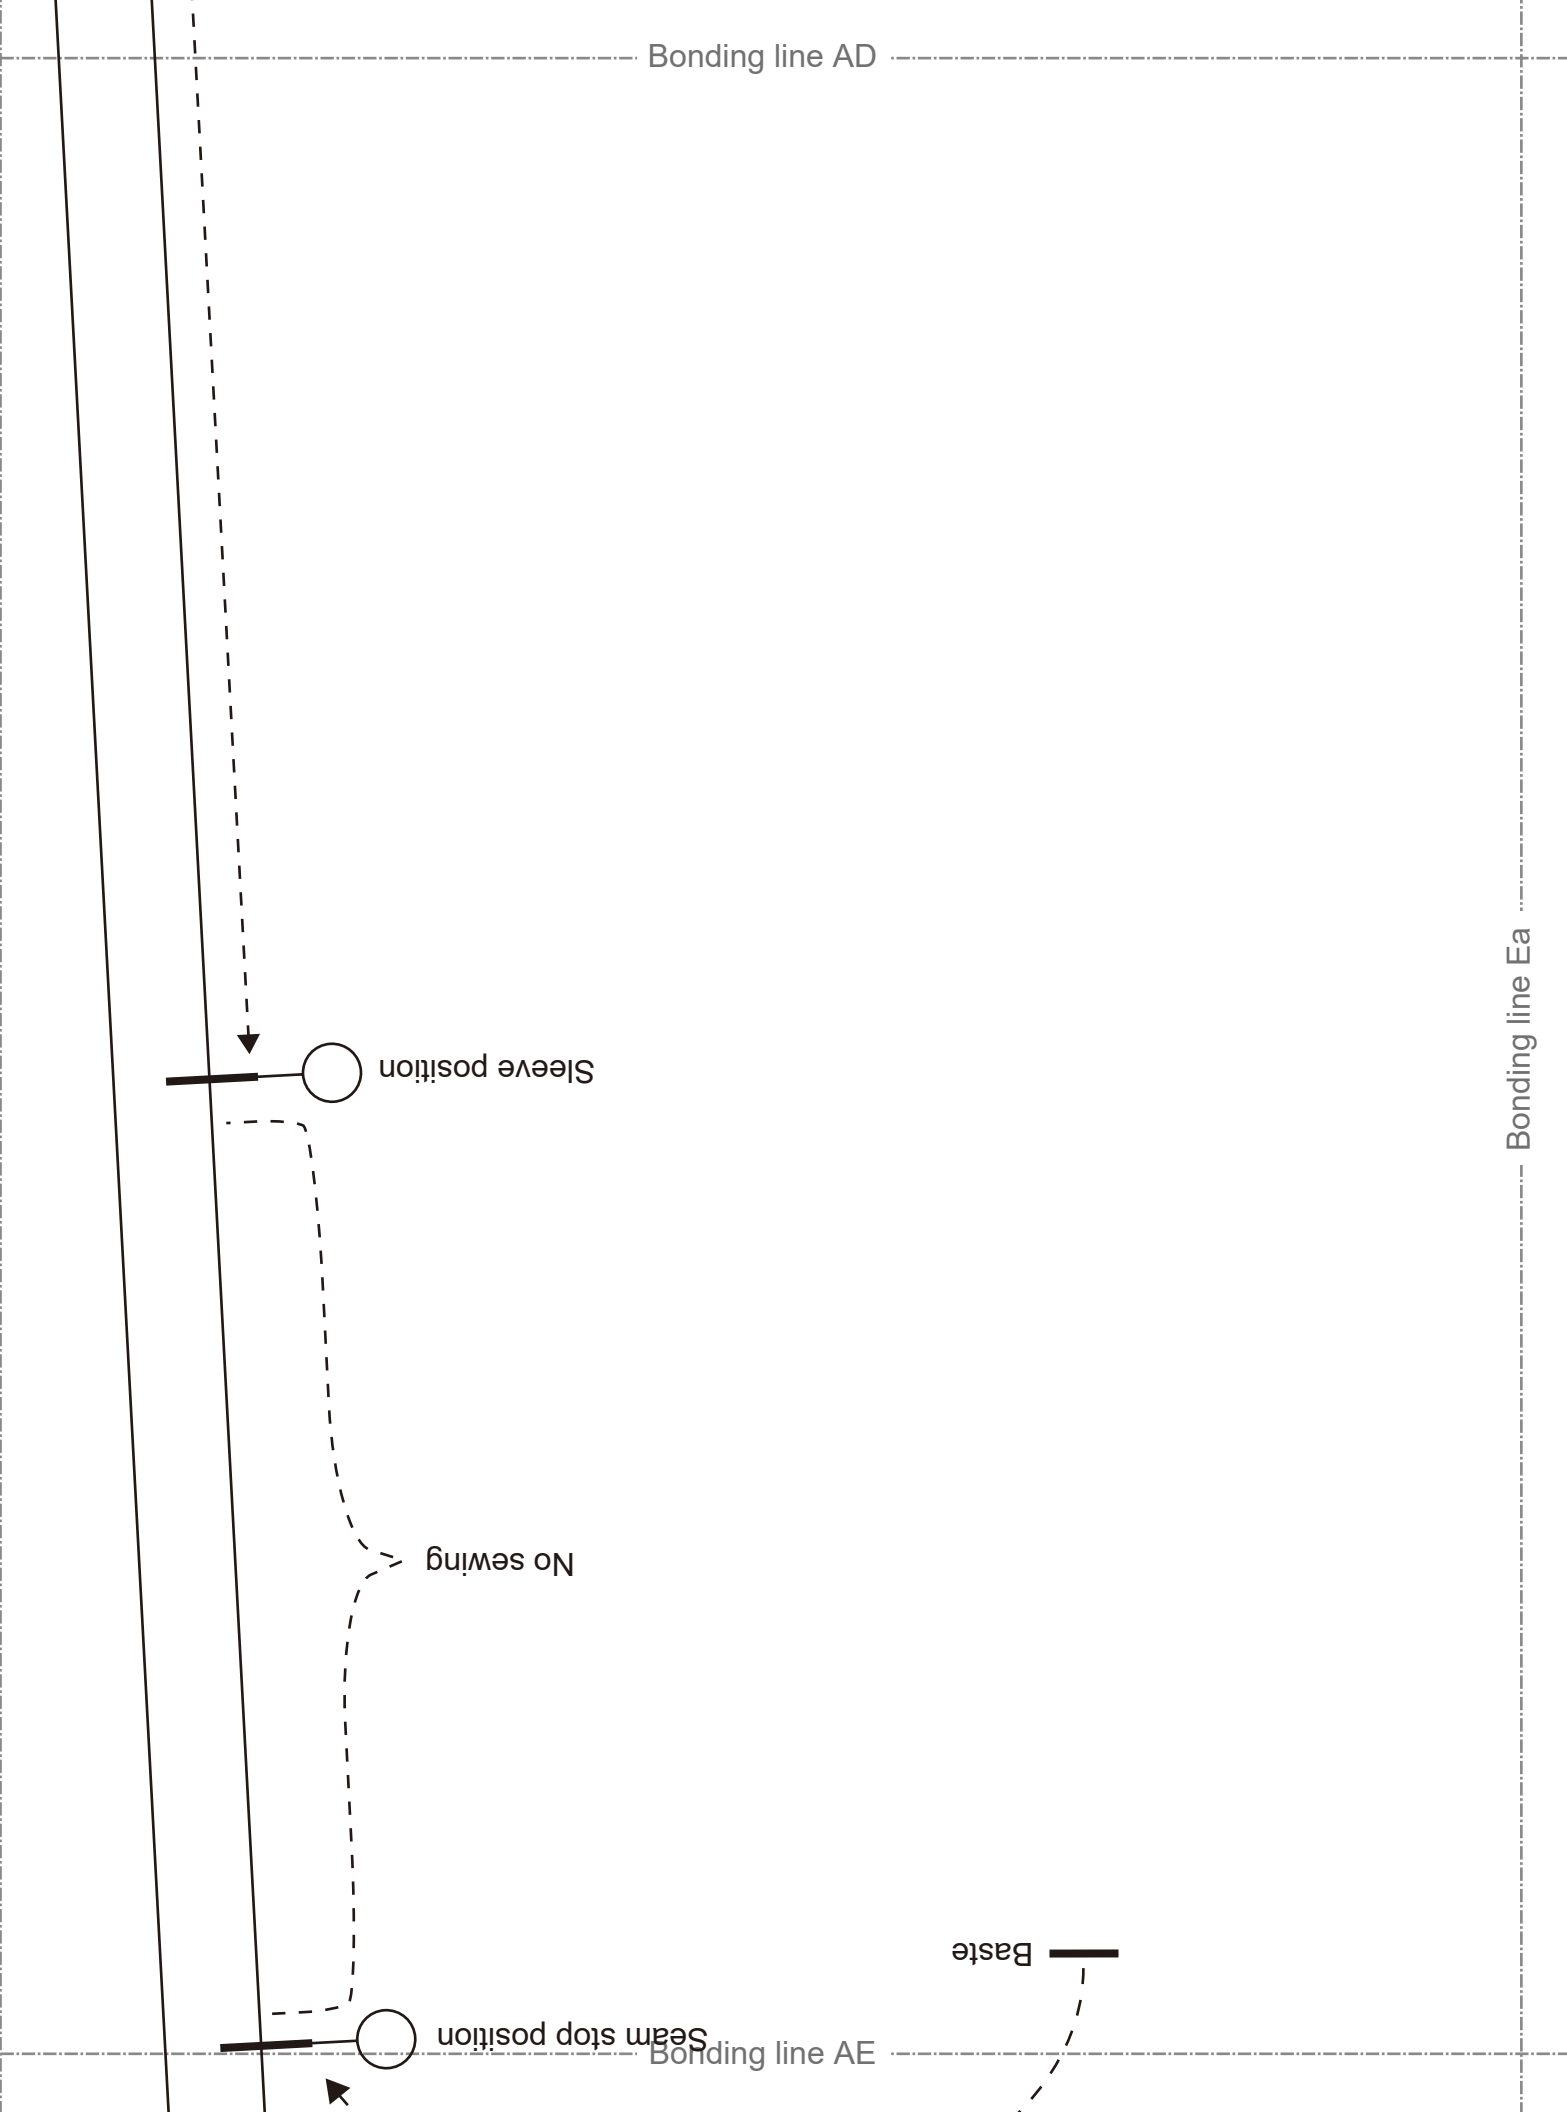 Bonding line AD
Bonding line Ea
Sleeve position
No sewing
Baste
Seam stop position
Bonding line AE